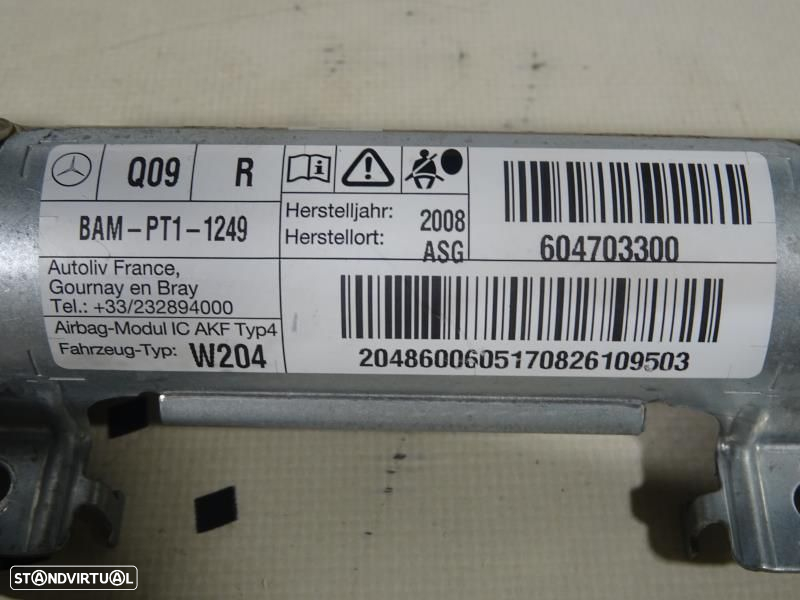 Q09 R
BAM-PT1-1249
Autoliv France,
Gournay en Bray
Tel.: +33/232894000
Airbag-Modul IC AKF Typ4
Fahrzeug-Typ: W204
Herstelljahr: 2008
Herstellort: ASG
604703300
2048600605170826109503
STANDVIRTUAL